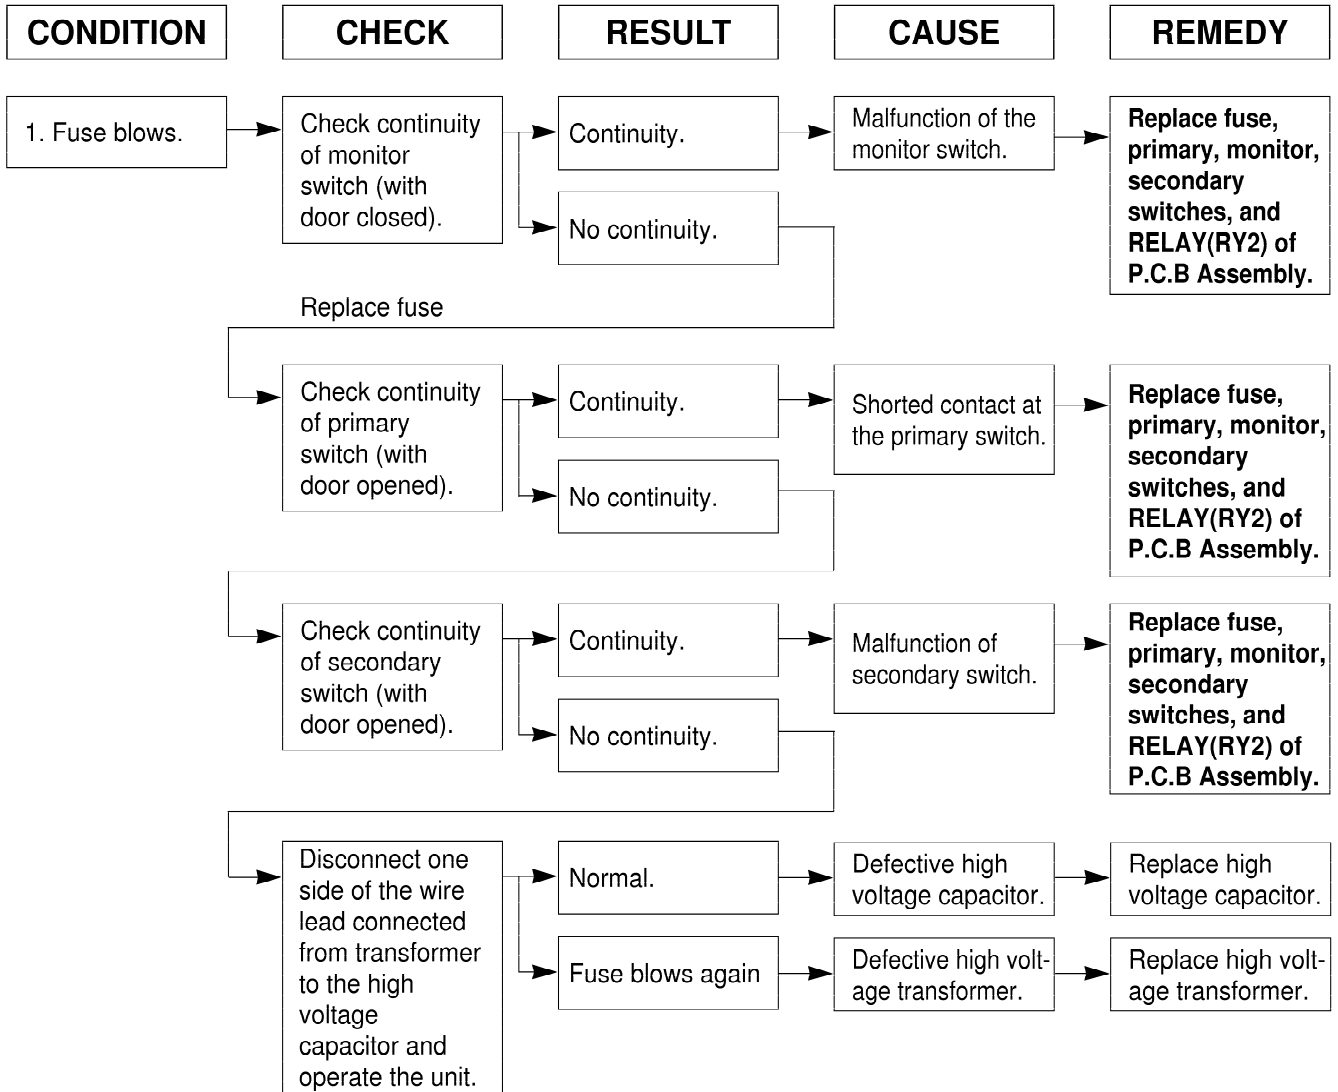 CONDITION
CHECK
RESULT
CAUSE
REMEDY
1. Fuse blows.
Check continuity
of monitor
switch (with
door closed).
Continuity.
Malfunction of the
monitor switch.
Replace fuse,
primary, monitor,
secondary
switches, and
RELAY(RY2) of
P.C.B Assembly.
No continuity.
Replace fuse
Check continuity
of primary
switch (with
door opened).
Continuity.
Shorted contact at
the primary switch.
Replace fuse,
primary, monitor,
secondary
switches, and
RELAY(RY2) of
P.C.B Assembly.
No continuity.
Check continuity
of secondary
switch (with
door opened).
Continuity.
Malfunction of
secondary switch.
Replace fuse,
primary, monitor,
secondary
switches, and
RELAY(RY2) of
P.C.B Assembly.
No continuity.
Disconnect one
side of the wire
lead connected
from transformer
to the high
voltage
capacitor and
operate the unit.
Normal.
Defective high
voltage capacitor.
Replace high
voltage capacitor.
Fuse blows again
Defective high volt-
age transformer.
Replace high volt-
age transformer.